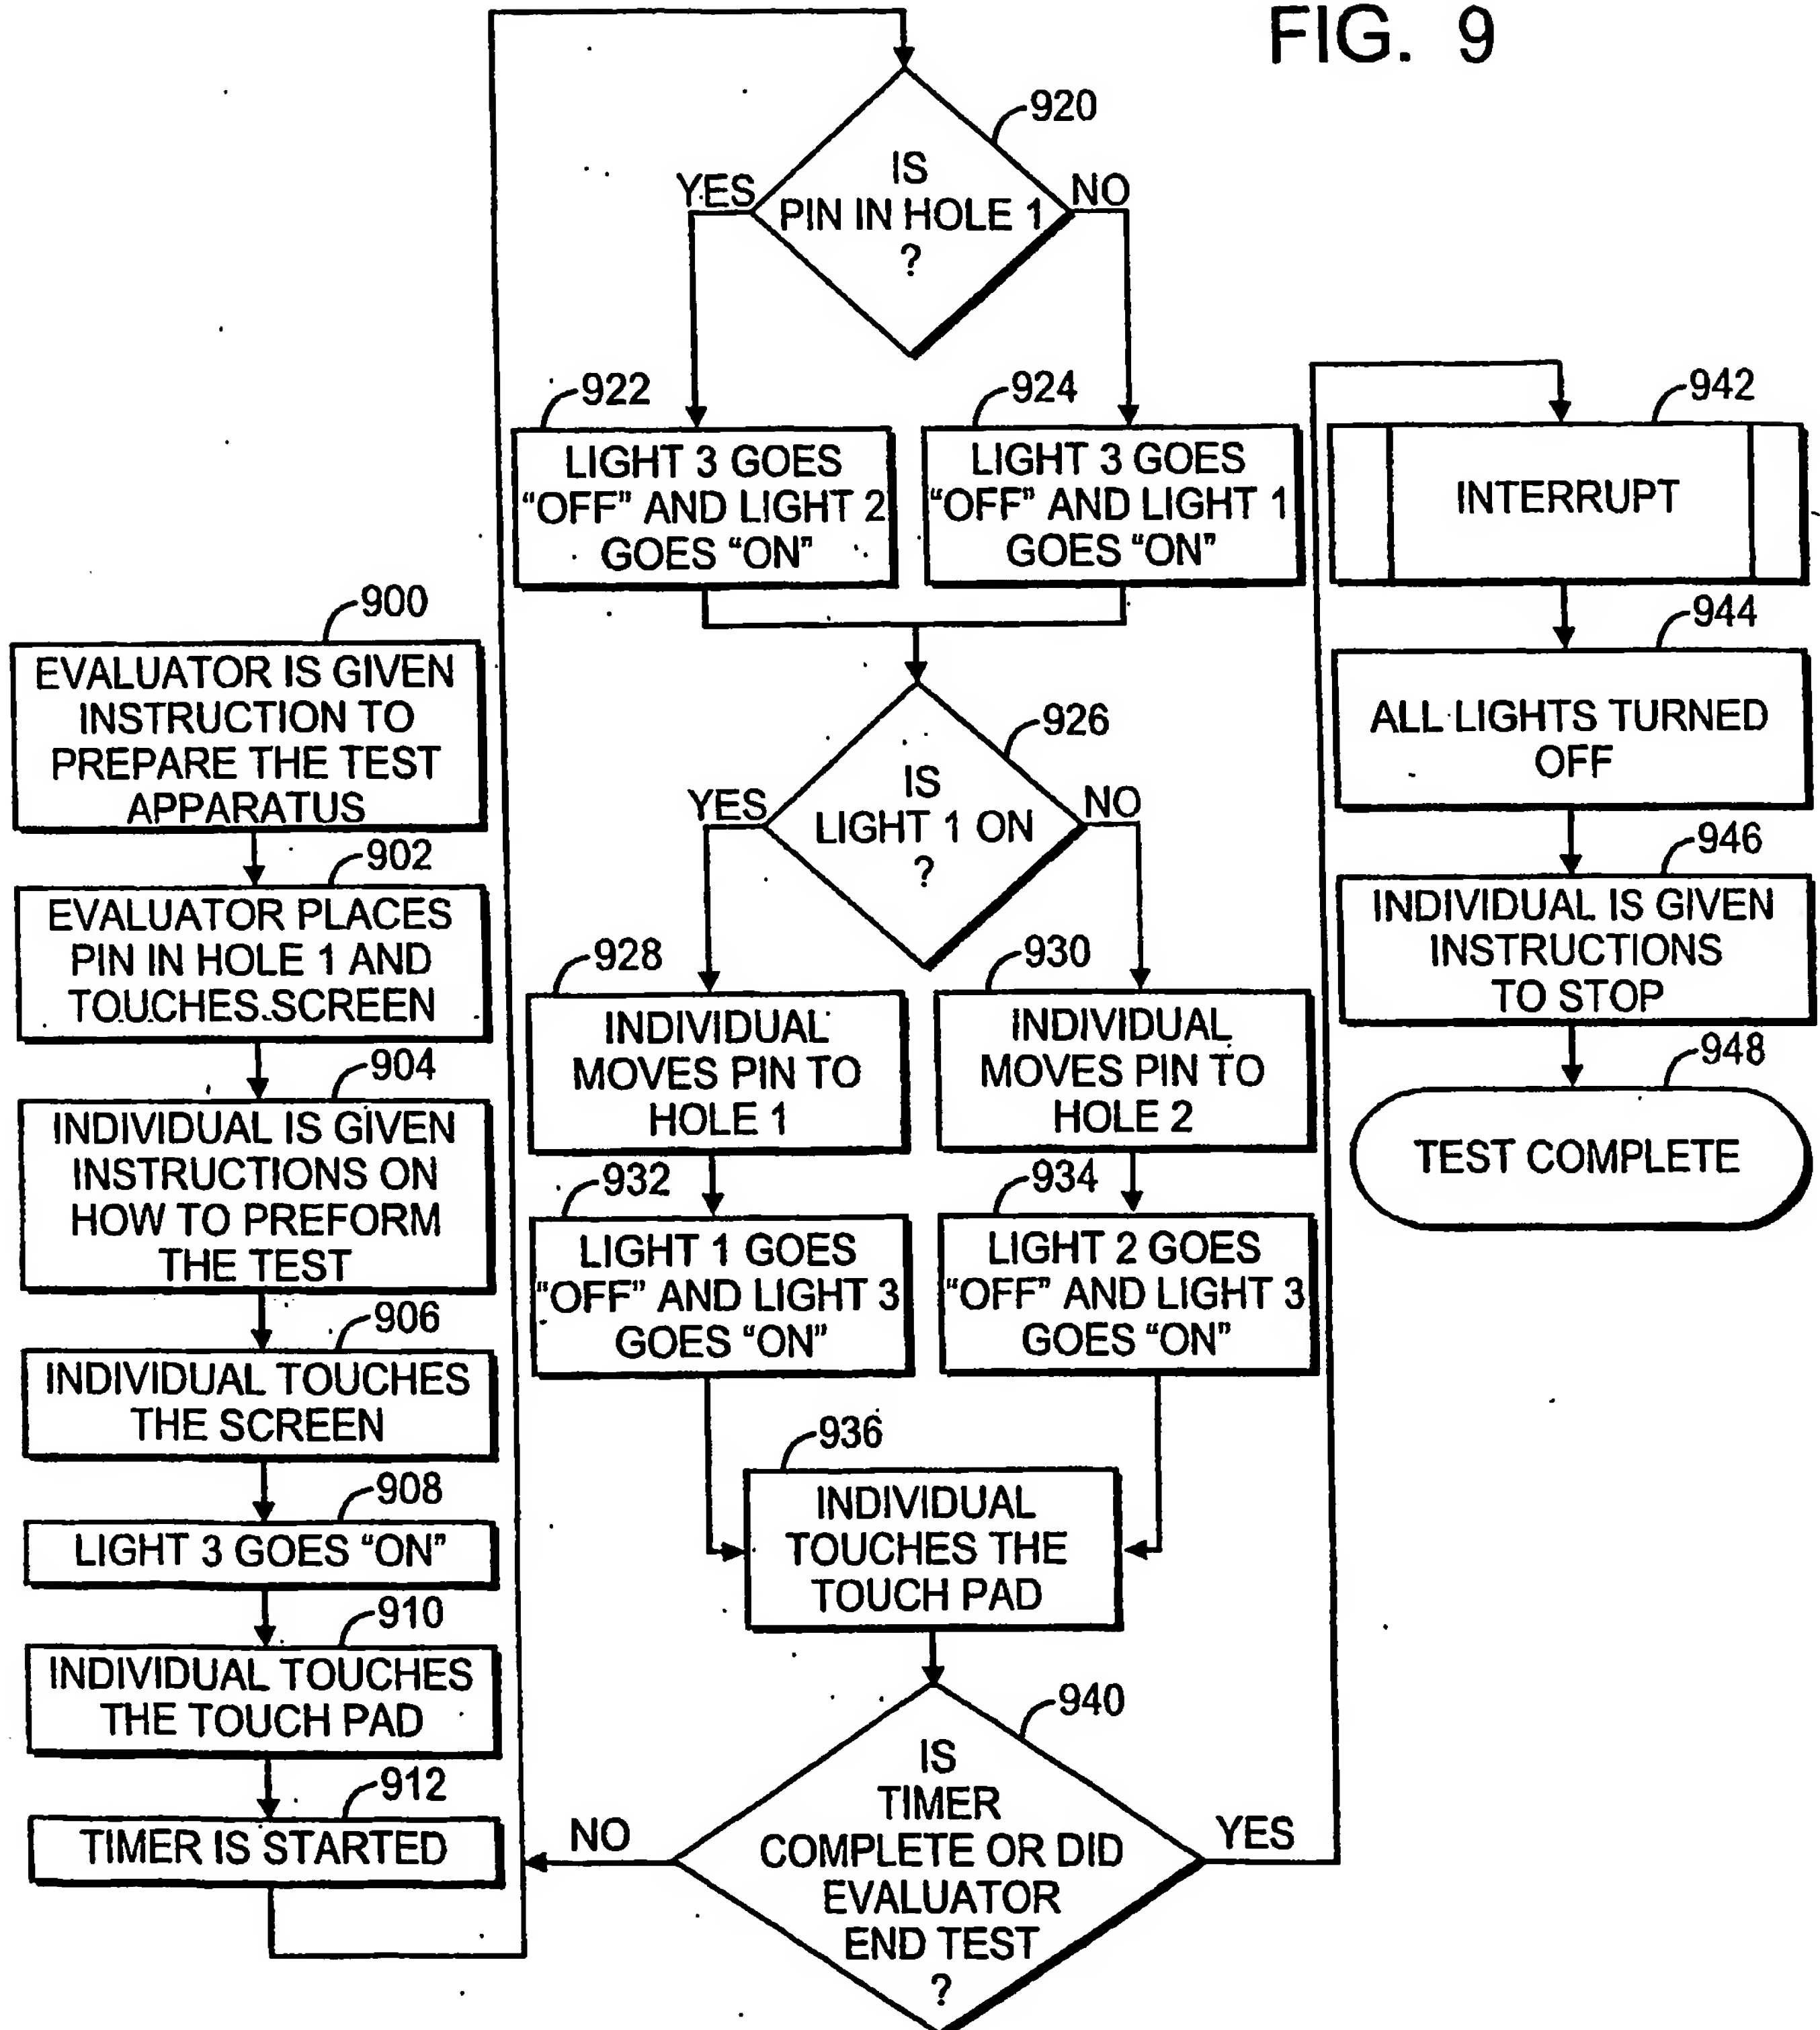 FIG. 9
900
EVALUATOR IS GIVEN
INSTRUCTION TO
PREPARE THE TEST
APPARATUS
902
EVALUATOR PLACES
PIN IN HOLE 1 AND
TOUCHES SCREEN
904
INDIVIDUAL IS GIVEN
INSTRUCTIONS ON
HOW TO PREFORM
THE TEST
906
INDIVIDUAL TOUCHES
THE SCREEN
908
LIGHT 3 GOES “ON”
910
INDIVIDUAL TOUCHES
THE TOUCH PAD
912
TIMER IS STARTED
920
IS
PIN IN HOLE 1
?
YES
NO
922
LIGHT 3 GOES
“OFF” AND LIGHT 2
GOES “ON”
924
LIGHT 3 GOES
“OFF” AND LIGHT 1
GOES “ON”
926
IS
LIGHT 1 ON
?
YES
NO
928
INDIVIDUAL
MOVES PIN TO
HOLE 1
930
INDIVIDUAL
MOVES PIN TO
HOLE 2
932
LIGHT 1 GOES
“OFF” AND LIGHT 3
GOES “ON”
934
LIGHT 2 GOES
“OFF” AND LIGHT 3
GOES “ON”
936
INDIVIDUAL
TOUCHES THE
TOUCH PAD
940
IS
TIMER
COMPLETE OR DID
EVALUATOR
END TEST
?
NO
YES
942
INTERRUPT
944
ALL LIGHTS TURNED
OFF
946
INDIVIDUAL IS GIVEN
INSTRUCTIONS
TO STOP
948
TEST COMPLETE